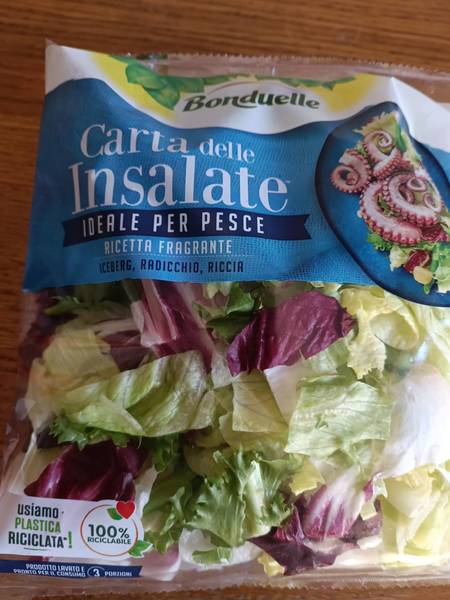 Bonduelle
Carta delle
Insalate™
IDEALE PER PESCE
RICETTA FRAGRANTE
ICEBERG, RADICCHIO, RICCIA
usiamo
PLASTICA
RICICLATA*!
100%
RICICLABILE
PRODOTTO LAVATO E
PRONTO PER IL CONSUMO 3 PORZIONI